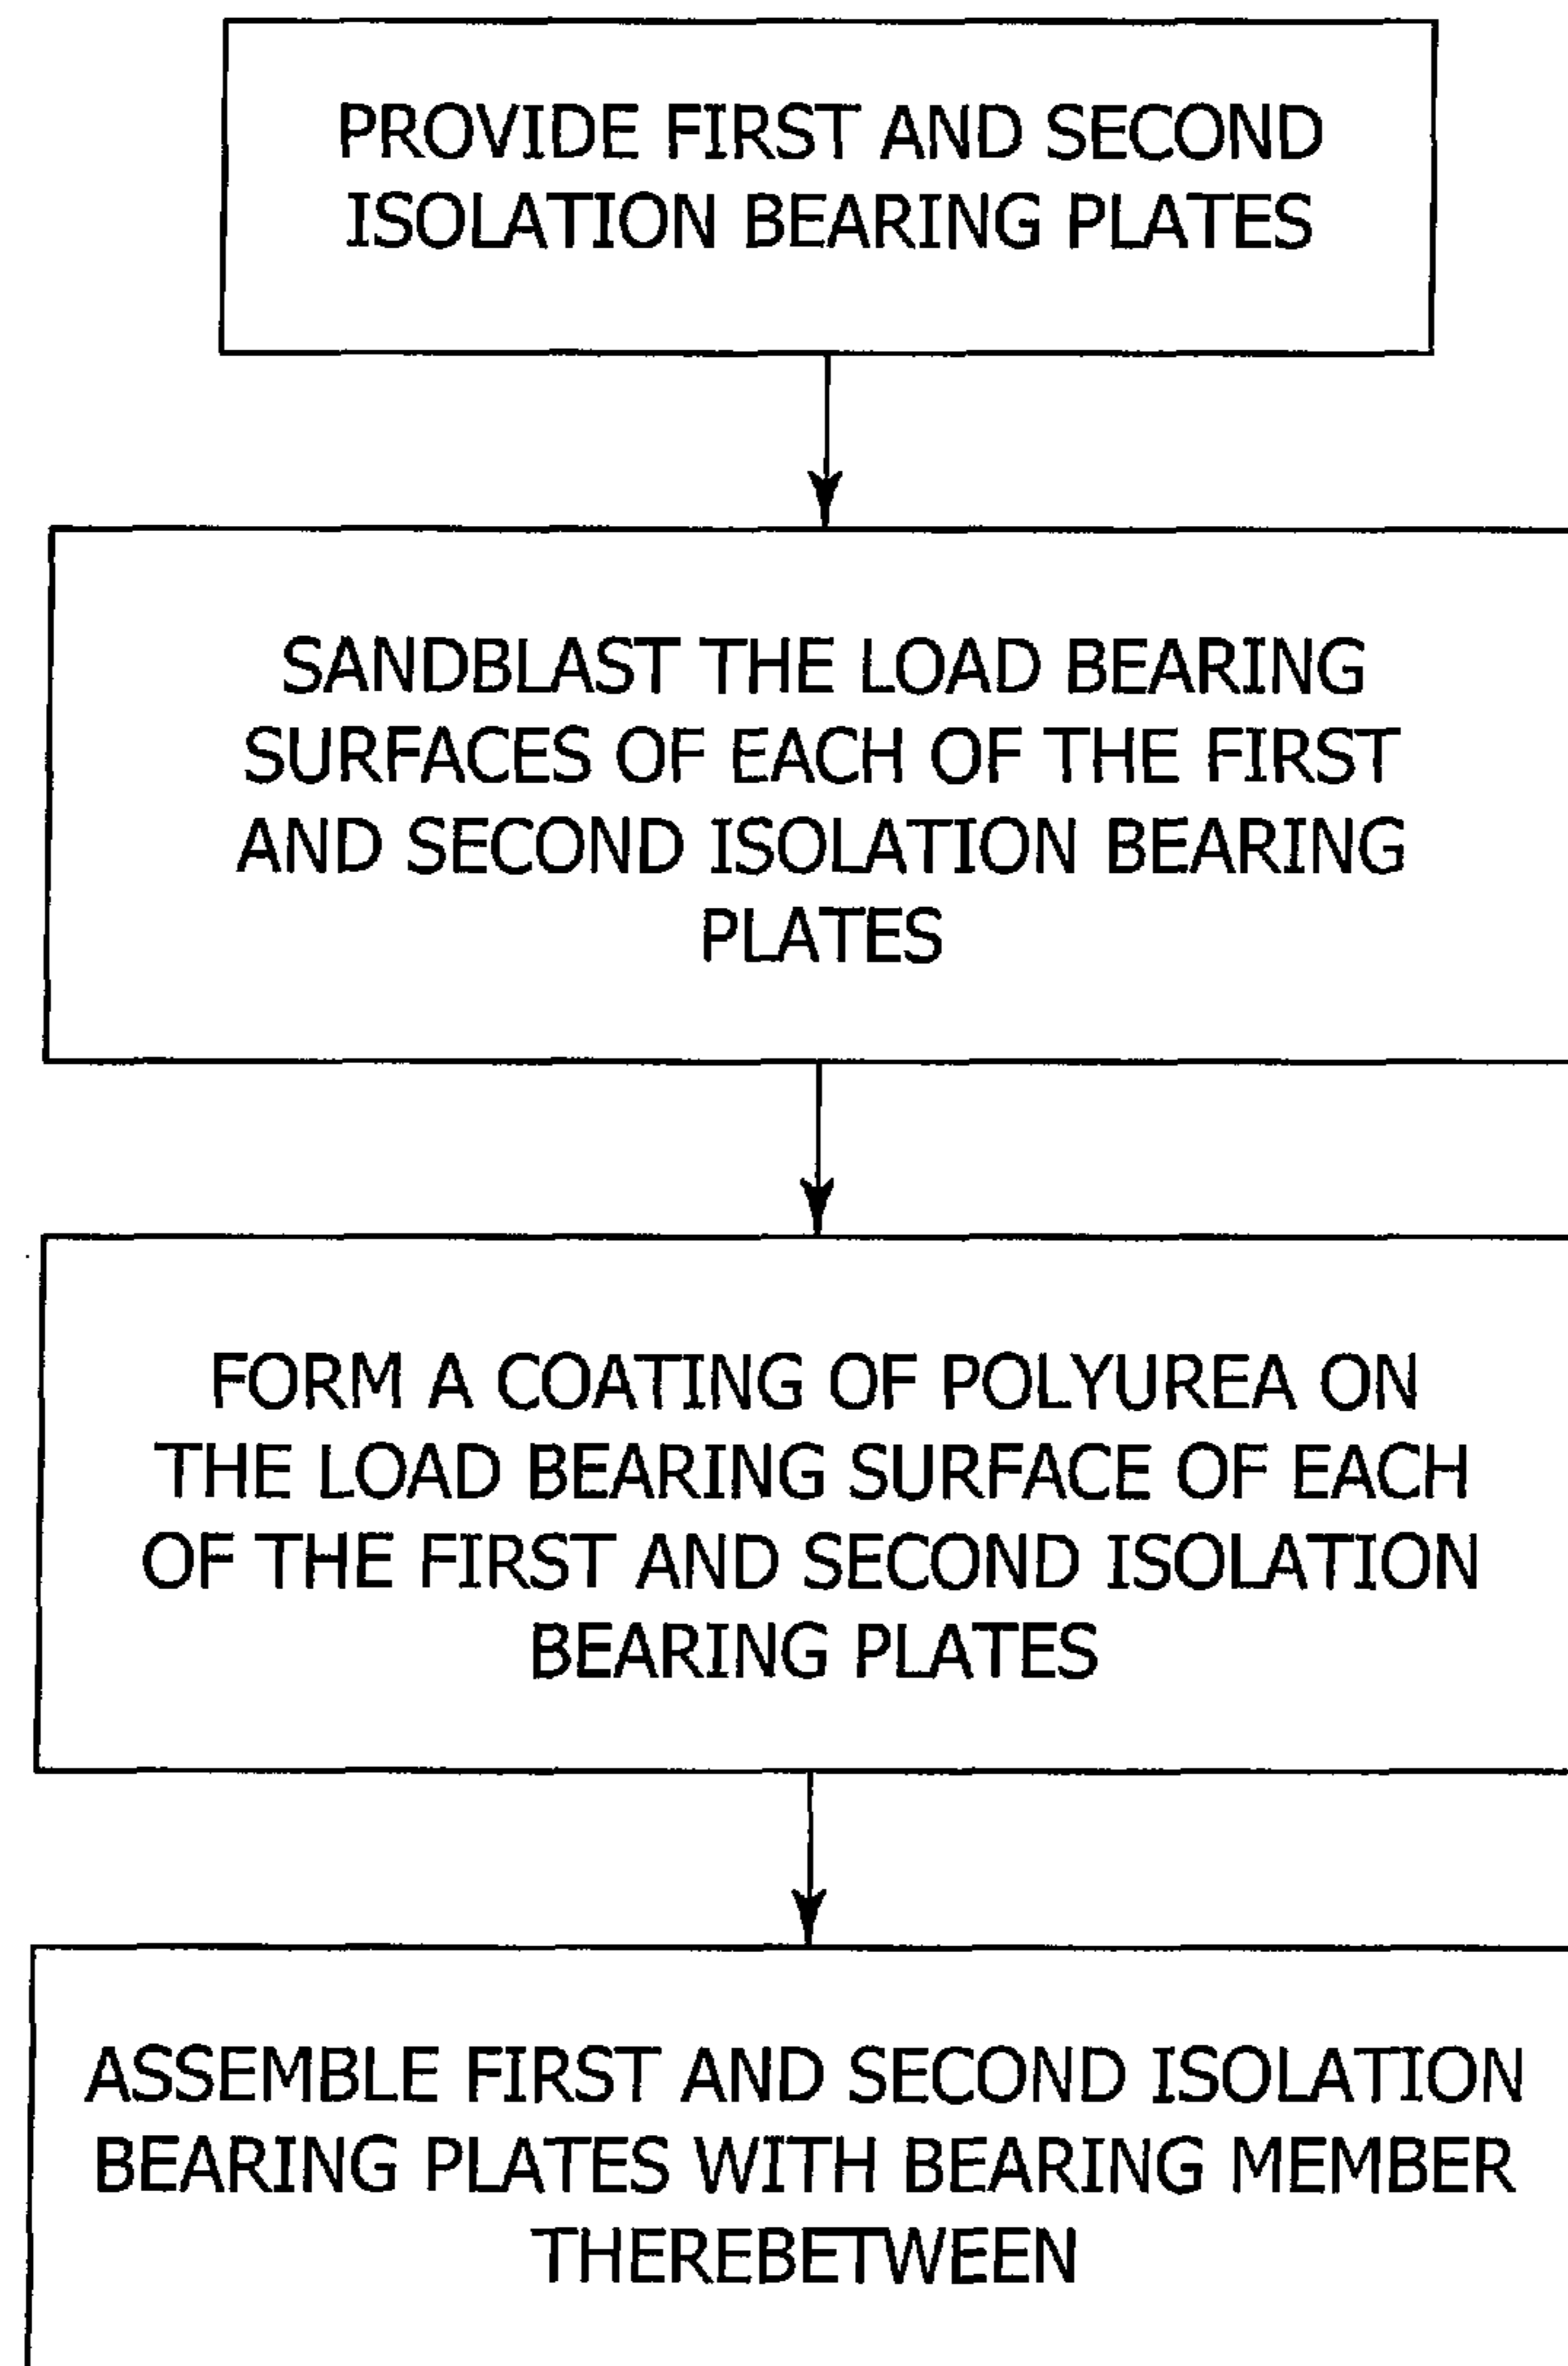 PROVIDE FIRST AND SECOND
ISOLATION BEARING PLATES
SANDBLAST THE LOAD BEARING
SURFACES OF EACH OF THE FIRST
AND SECOND ISOLATION BEARING
PLATES
FORM A COATING OF POLYUREA ON
THE LOAD BEARING SURFACE OF EACH
OF THE FIRST AND SECOND ISOLATION
BEARING PLATES
ASSEMBLE FIRST AND SECOND ISOLATION
BEARING PLATES WITH BEARING MEMBER
THEREBETWEEN